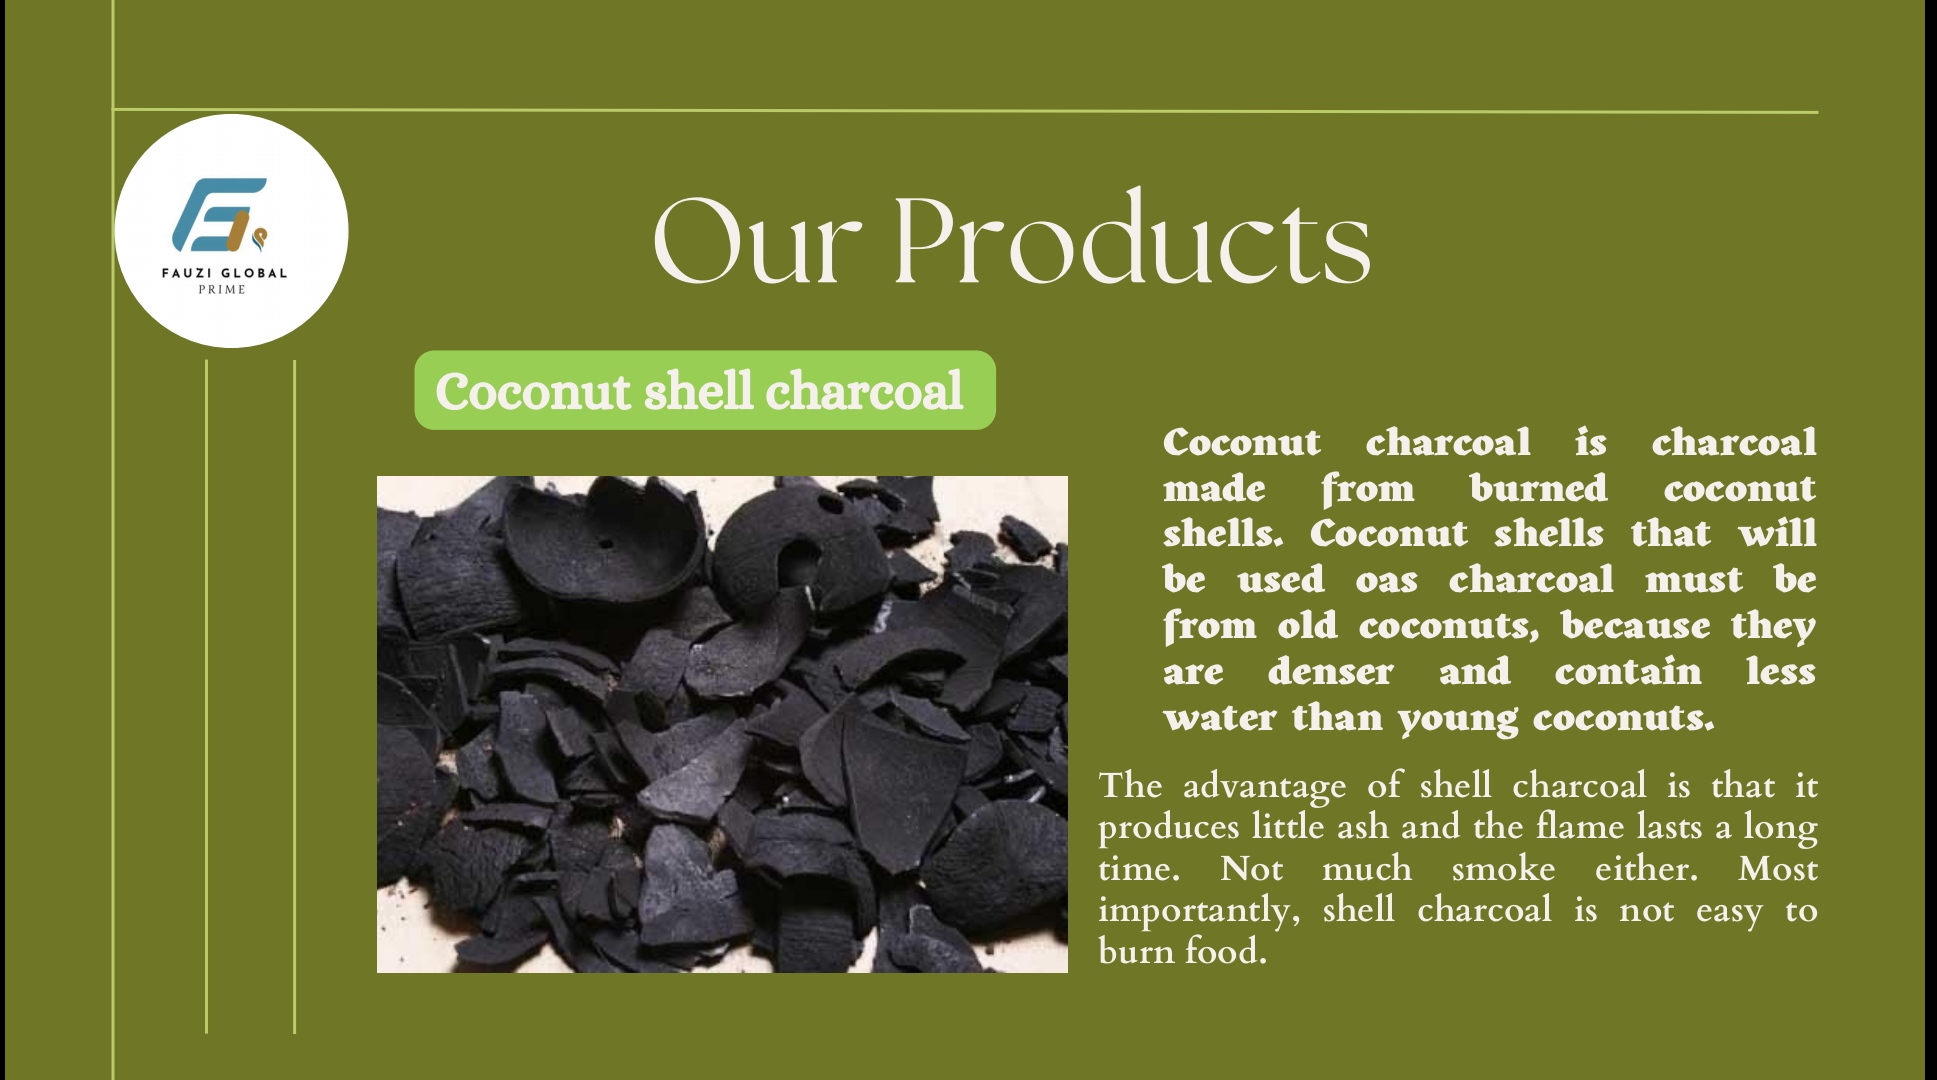 FAUZI GLOBAL
PRIME
Our Products
Coconut shell charcoal
Coconut charcoal is charcoal
made from burned coconut
shells. Coconut shells that will
be used oas charcoal must be
from old coconuts, because they
are denser and contain less
water than young coconuts.
The advantage of shell charcoal is that it
produces little ash and the flame lasts a long
time. Not much smoke either. Most
importantly, shell charcoal is not easy to
burn food.